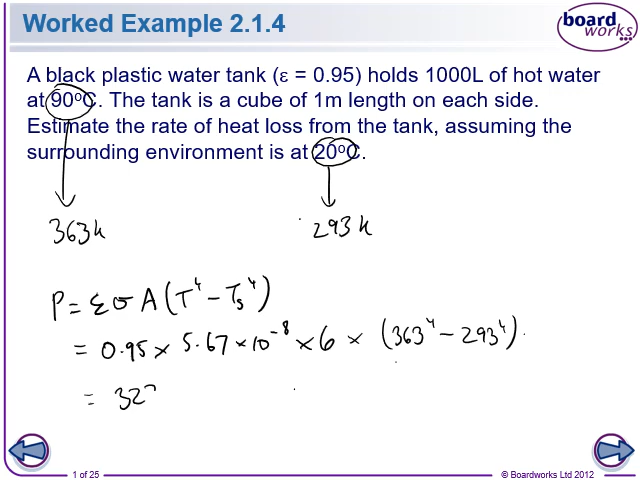 Worked Example 2.1.4
board
works
A black plastic water tank (ε = 0.95) holds 1000L of hot water
at 90°C. The tank is a cube of 1m length on each side.
Estimate the rate of heat loss from the tank, assuming the
surrounding environment is at 20°C.
363k 293k
P = εσA(T⁴ − Tₛ⁴)
= 0.95 × 5.67 × 10⁻⁸ × 6 × (363⁴ − 293⁴)
= 32
1 of 25 © Boardworks Ltd 2012